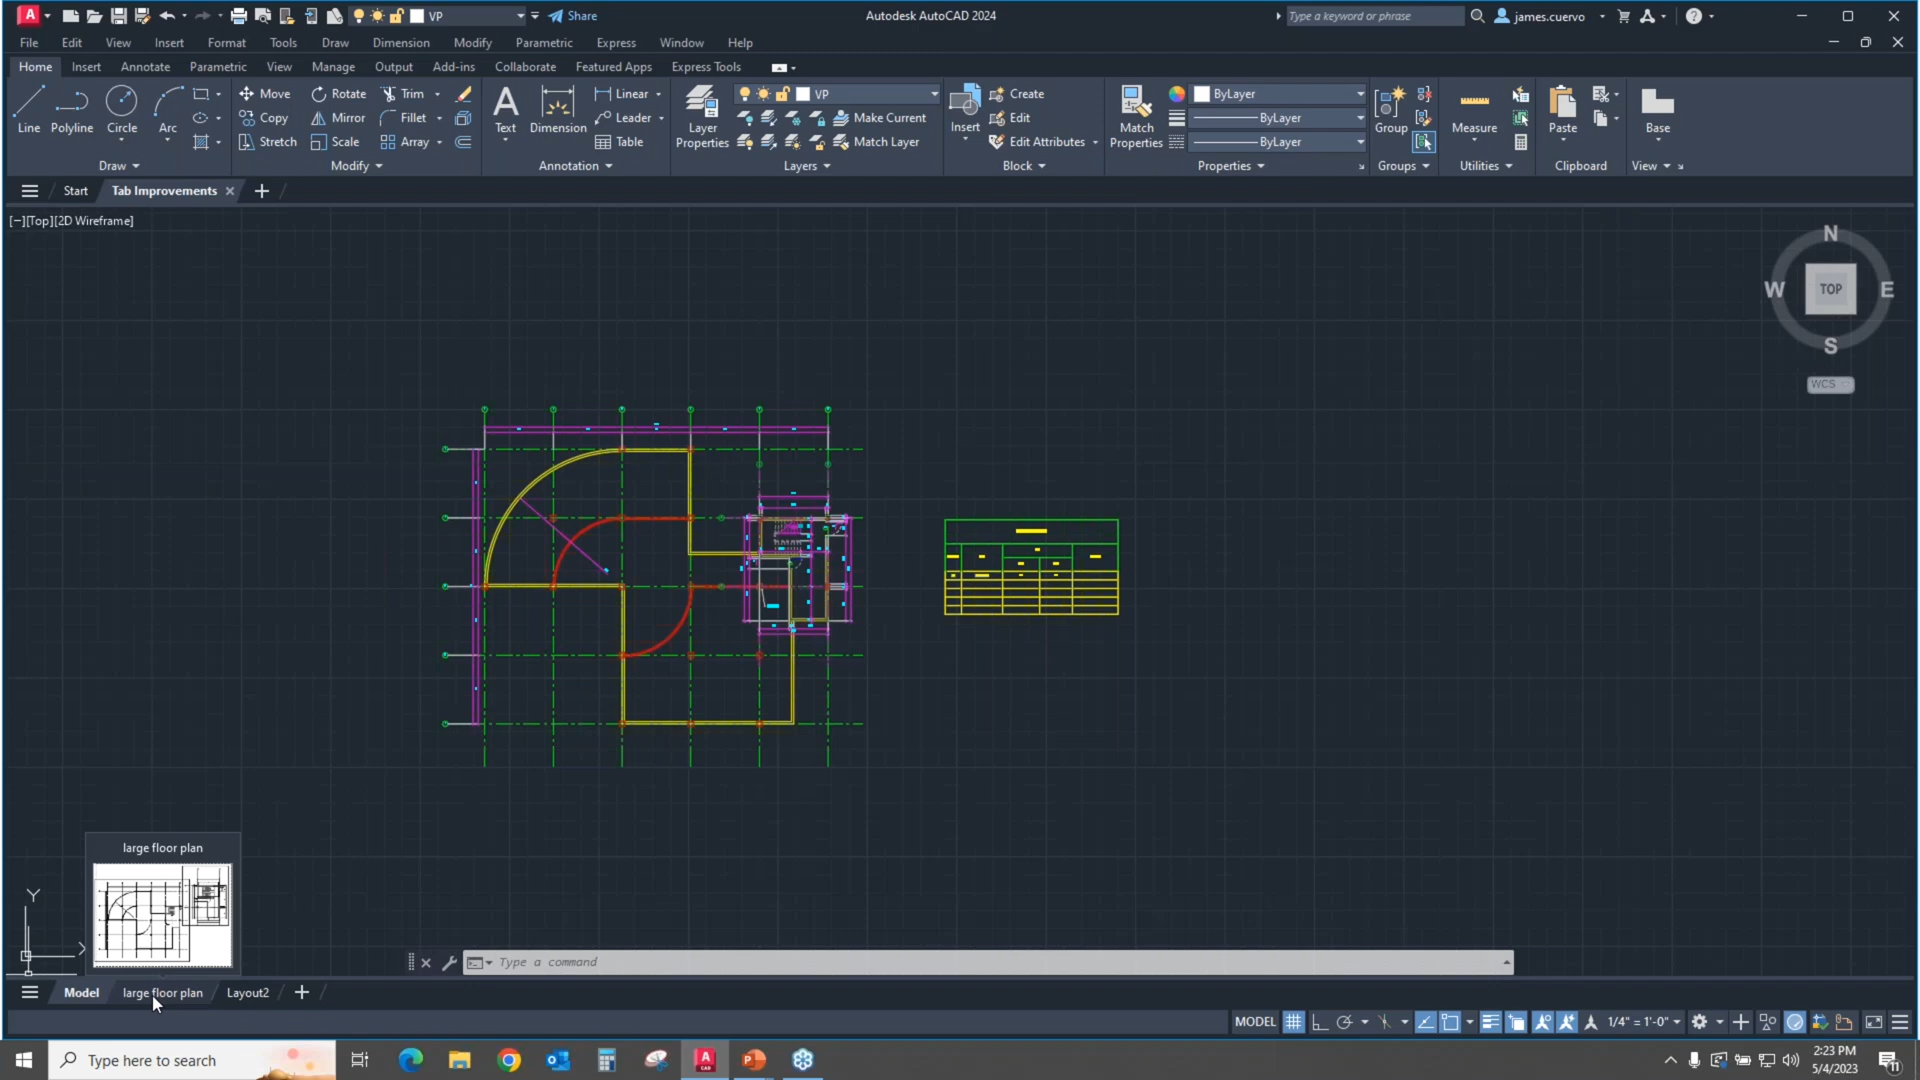 VP
Share
Autodesk AutoCAD 2024
Type a keyword or phrase
james.cuervo
File Edit View Insert Format Tools Draw Dimension Modify Parametric Express Window Help
Home Insert Annotate Parametric View Manage Output Add-ins Collaborate Featured Apps Express Tools
Line
Polyline
Circle
Arc
Draw
Move
Rotate
Trim
Copy
Mirror
Fillet
Stretch
Scale
Array
Modify
Text
Dimension
Linear
Leader
Table
Annotation
Layer
Properties
VP
Make Current
Match Layer
Layers
Insert
Create
Edit
Edit Attributes
Block
Match
Properties
ByLayer
ByLayer
ByLayer
Properties
Group
Groups
Measure
Utilities
Paste
Clipboard
Base
View
Start
Tab Improvements
[−][Top][2D Wireframe]
N
W
TOP
E
S
WCS
large floor plan
Y
X
Type a command
Model
large floor plan
Layout2
MODEL
1/4" = 1'-0"
Type here to search
2:23 PM
5/4/2023
11